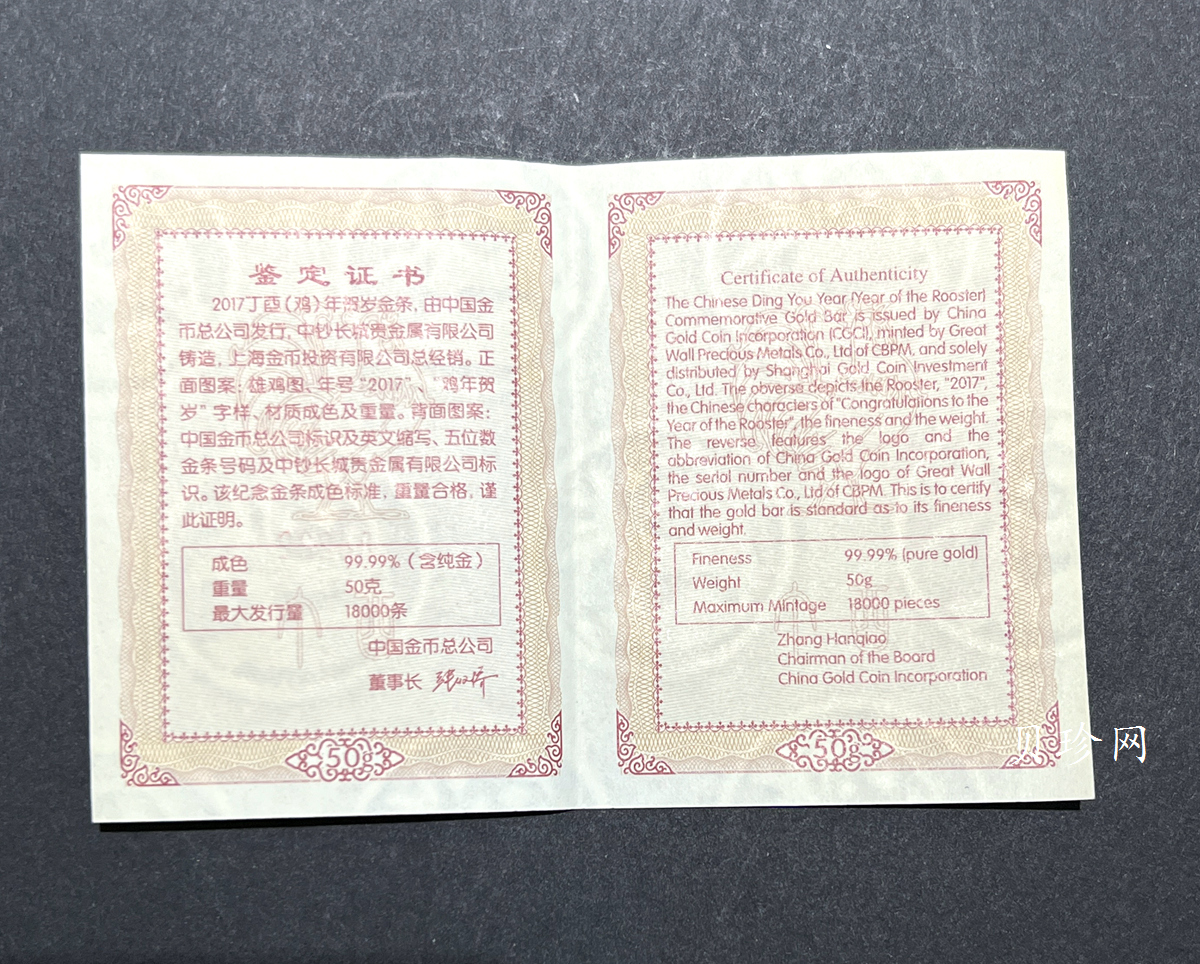 鉴定证书
2017丁酉(鸡)年贺岁金条,由中国金
币总公司发行,中钞长城贵金属有限公司
铸造,上海金币投资有限公司总经销。正
面图案:雄鸡图、年号"2017"、"鸡年贺
岁"字样、材质成色及重量。背面图案:
中国金币总公司标识及英文缩写、五位数
金条号码及中钞长城贵金属有限公司标
识。该纪念金条成色标准,重量合格,谨
此证明。
成色 99.99%(含纯金)
重量 50克
最大发行量 18000条
中国金币总公司
董事长 张汉桥
50g
Certificate of Authenticity
The Chinese Ding You Year (Year of the Rooster)
Commemorative Gold Bar is issued by China
Gold Coin Incorporation (CGCI), minted by Great
Wall Precious Metals Co., Ltd of CBPM, and solely
distributed by Shanghai Gold Coin Investment
Co., Ltd. The obverse depicts the Rooster, "2017",
the Chinese characters of "Congratulations to the
Year of the Rooster", the fineness and the weight.
The reverse features the logo and the
abbreviation of China Gold Coin Incorporation,
the serial number and the logo of Great Wall
Precious Metals Co., Ltd of CBPM. This is to certify
that the gold bar is standard as to its fineness
and weight.
Fineness 99.99% (pure gold)
Weight 50g
Maximum Mintage 18000 pieces
Zhang Hanqiao
Chairman of the Board
China Gold Coin Incorporation
50g
贝珍网